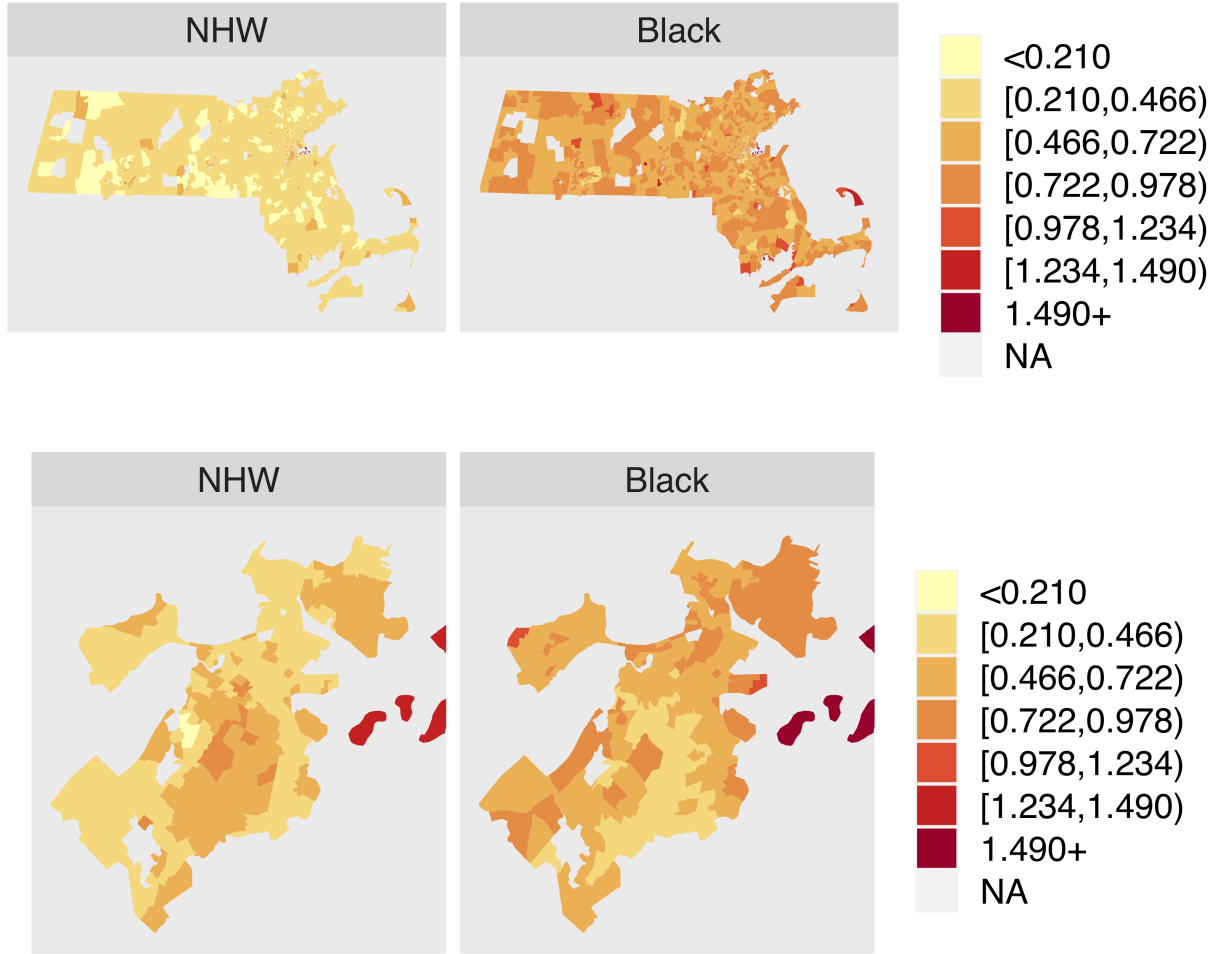 NHW
Black
<0.210
[0.210,0.466)
[0.466,0.722)
[0.722,0.978)
[0.978,1.234)
[1.234,1.490)
1.490+
NA
NHW
Black
<0.210
[0.210,0.466)
[0.466,0.722)
[0.722,0.978)
[0.978,1.234)
[1.234,1.490)
1.490+
NA